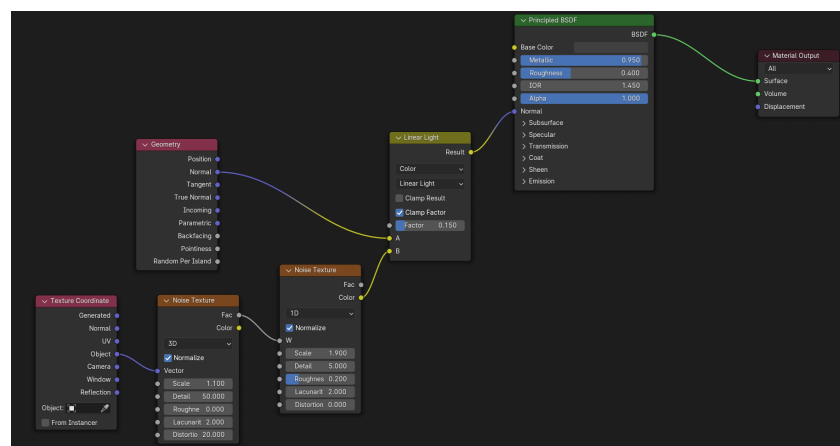 Principled BSDF
BSDF
Base Color
Metallic 0.950
Roughness 0.400
IOR 1.450
Alpha 1.000
Normal
Subsurface
Specular
Transmission
Coat
Sheen
Emission
Material Output
All
Surface
Volume
Displacement
Linear Light
Result
Color
Linear Light
Clamp Result
Clamp Factor
Factor 0.150
A
B
Geometry
Position
Normal
Tangent
True Normal
Incoming
Parametric
Backfacing
Pointiness
Random Per Island
Noise Texture
Fac
Color
1D
Normalize
W
Scale 1.900
Detail 5.000
Roughnes 0.200
Lacunarit 2.000
Distortion 0.000
Texture Coordinate
Generated
Normal
UV
Object
Camera
Window
Reflection
Object:
From Instancer
Noise Texture
Fac
Color
3D
Normalize
Vector
Scale 1.100
Detail 50.000
Roughne 0.000
Lacunarit 2.000
Distortio 20.000